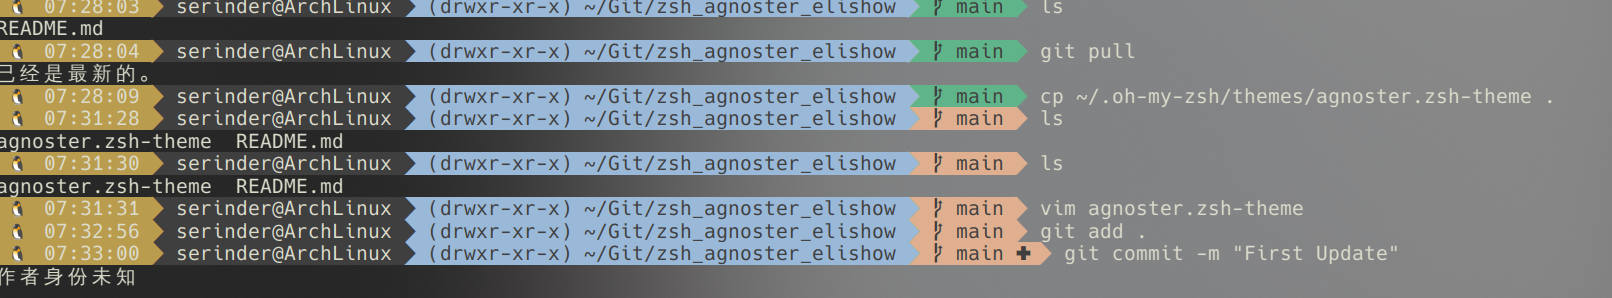 07:28:03 serinder@ArchLinux (drwxr-xr-x) ~/Git/zsh_agnoster_elishow main ls
README.md
07:28:04 serinder@ArchLinux (drwxr-xr-x) ~/Git/zsh_agnoster_elishow main git pull
已经是最新的。
07:28:09 serinder@ArchLinux (drwxr-xr-x) ~/Git/zsh_agnoster_elishow main cp ~/.oh-my-zsh/themes/agnoster.zsh-theme .
07:31:28 serinder@ArchLinux (drwxr-xr-x) ~/Git/zsh_agnoster_elishow main ls
agnoster.zsh-theme README.md
07:31:30 serinder@ArchLinux (drwxr-xr-x) ~/Git/zsh_agnoster_elishow main ls
agnoster.zsh-theme README.md
07:31:31 serinder@ArchLinux (drwxr-xr-x) ~/Git/zsh_agnoster_elishow main vim agnoster.zsh-theme
07:32:56 serinder@ArchLinux (drwxr-xr-x) ~/Git/zsh_agnoster_elishow main git add .
07:33:00 serinder@ArchLinux (drwxr-xr-x) ~/Git/zsh_agnoster_elishow main ✚ git commit -m "First Update"
作者身份未知